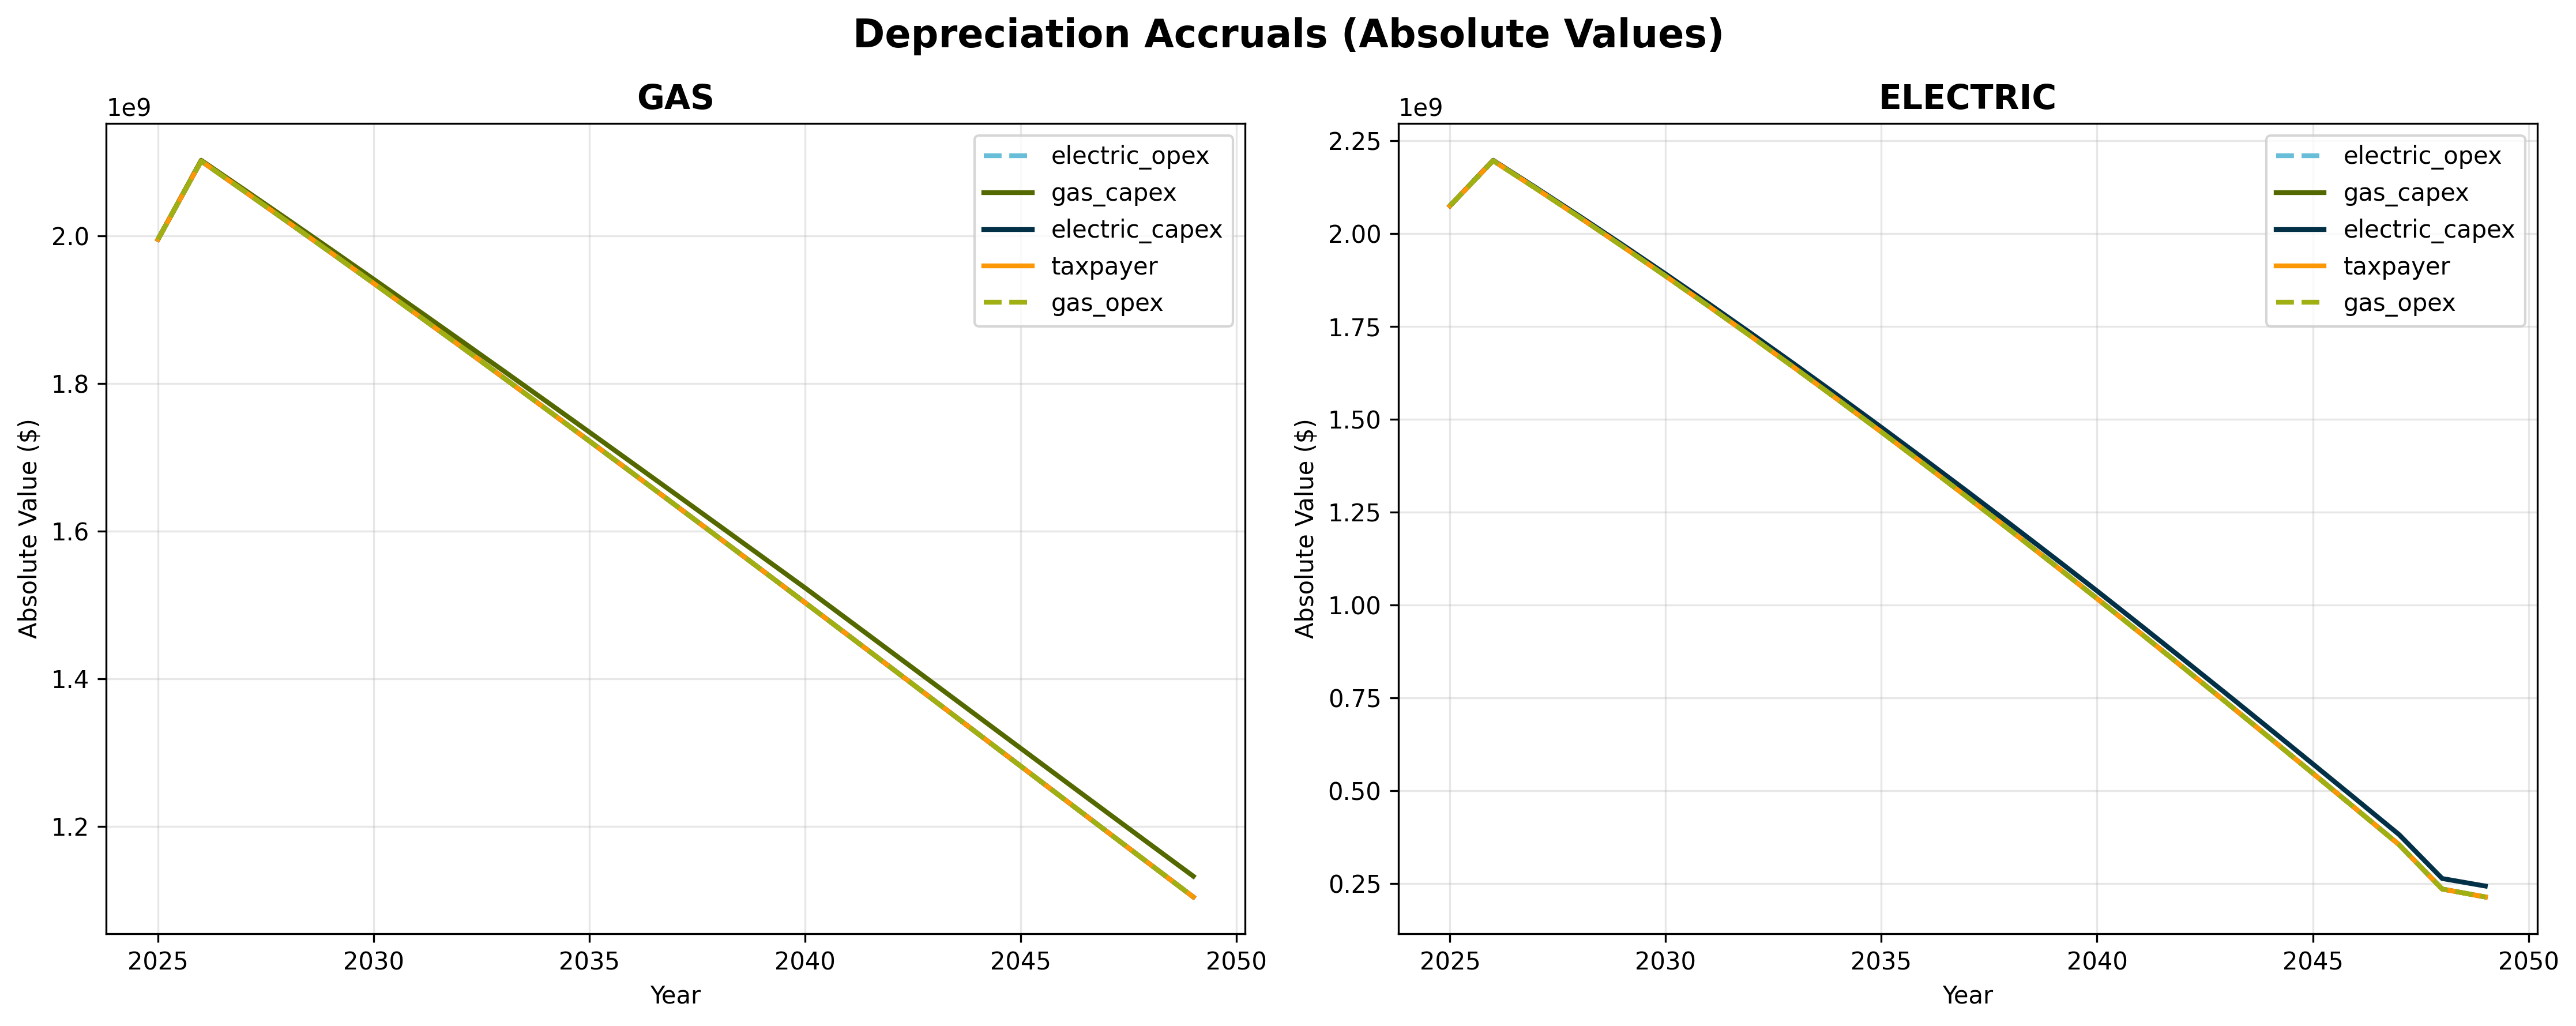 Depreciation Accruals (Absolute Values)
GAS
1e9
2.0
1.8
1.6
1.4
1.2
Absolute Value ($)
2025
2030
2035
2040
2045
2050
Year
electric_opex
gas_capex
electric_capex
taxpayer
gas_opex
ELECTRIC
1e9
2.25
2.00
1.75
1.50
1.25
1.00
0.75
0.50
0.25
Absolute Value ($)
2025
2030
2035
2040
2045
2050
Year
electric_opex
gas_capex
electric_capex
taxpayer
gas_opex